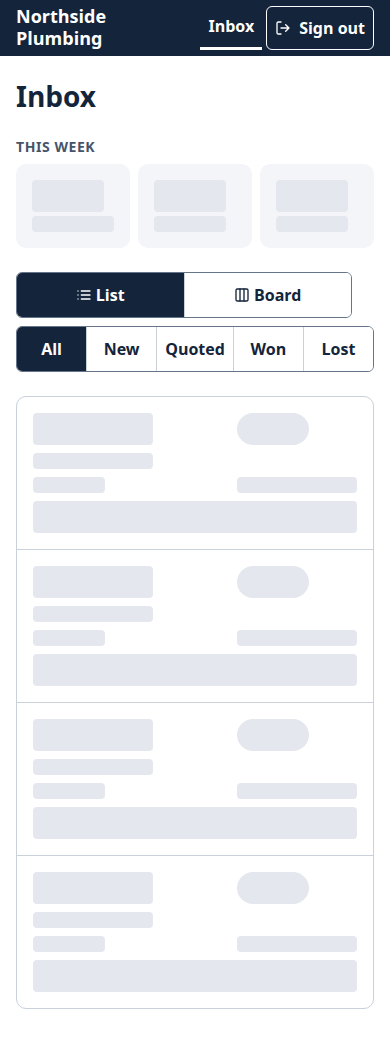 Northside
Plumbing
Inbox
Sign out
Inbox
THIS WEEK
List
Board
All
New
Quoted
Won
Lost